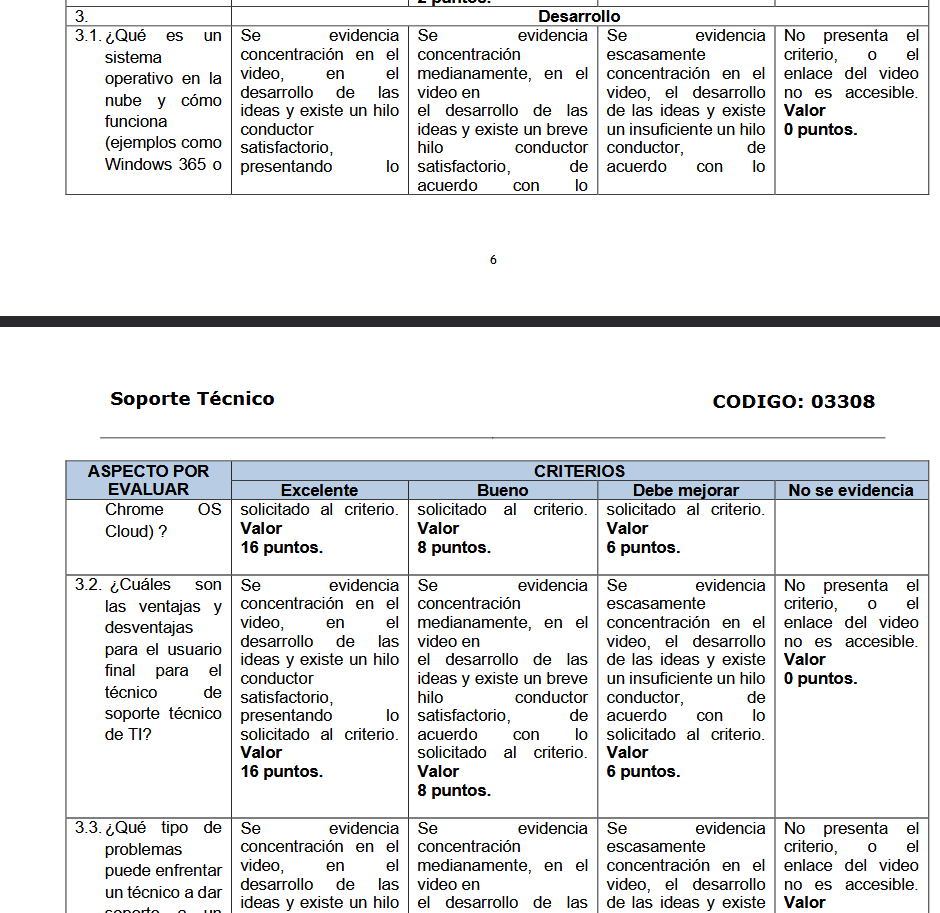 2 puntos.
3.
Desarrollo
3.1. ¿Qué es un
sistema
operativo en la
nube y cómo
funciona
(ejemplos como
Windows 365 o
Se evidencia
concentración en el
video, en el
desarrollo de las
ideas y existe un hilo
conductor
satisfactorio,
presentando lo
Se evidencia
concentración
medianamente, en el
video en
el desarrollo de las
ideas y existe un breve
hilo conductor
satisfactorio, de
acuerdo con lo
Se evidencia
escasamente
concentración en el
video, el desarrollo
de las ideas y existe
un insuficiente un hilo
conductor, de
acuerdo con lo
No presenta el
criterio, o el
enlace del video
no es accesible.
Valor
0 puntos.
6
Soporte Técnico
CODIGO: 03308
ASPECTO POR
EVALUAR
CRITERIOS
Excelente
Bueno
Debe mejorar
No se evidencia
Chrome OS
Cloud) ?
solicitado al criterio.
Valor
16 puntos.
solicitado al criterio.
Valor
8 puntos.
solicitado al criterio.
Valor
6 puntos.
3.2. ¿Cuáles son
las ventajas y
desventajas
para el usuario
final para el
técnico de
soporte técnico
de TI?
Se evidencia
concentración en el
video, en el
desarrollo de las
ideas y existe un hilo
conductor
satisfactorio,
presentando lo
solicitado al criterio.
Valor
16 puntos.
Se evidencia
concentración
medianamente, en el
video en
el desarrollo de las
ideas y existe un breve
hilo conductor
satisfactorio, de
acuerdo con lo
solicitado al criterio.
Valor
8 puntos.
Se evidencia
escasamente
concentración en el
video, el desarrollo
de las ideas y existe
un insuficiente un hilo
conductor, de
acuerdo con lo
solicitado al criterio.
Valor
6 puntos.
No presenta el
criterio, o el
enlace del video
no es accesible.
Valor
0 puntos.
3.3. ¿Qué tipo de
problemas
puede enfrentar
un técnico a dar
soporte a un
Se evidencia
concentración en el
video, en el
desarrollo de las
ideas y existe un hilo
Se evidencia
concentración
medianamente, en el
video en
el desarrollo de las
Se evidencia
escasamente
concentración en el
video, el desarrollo
de las ideas y existe
No presenta el
criterio, o el
enlace del video
no es accesible.
Valor